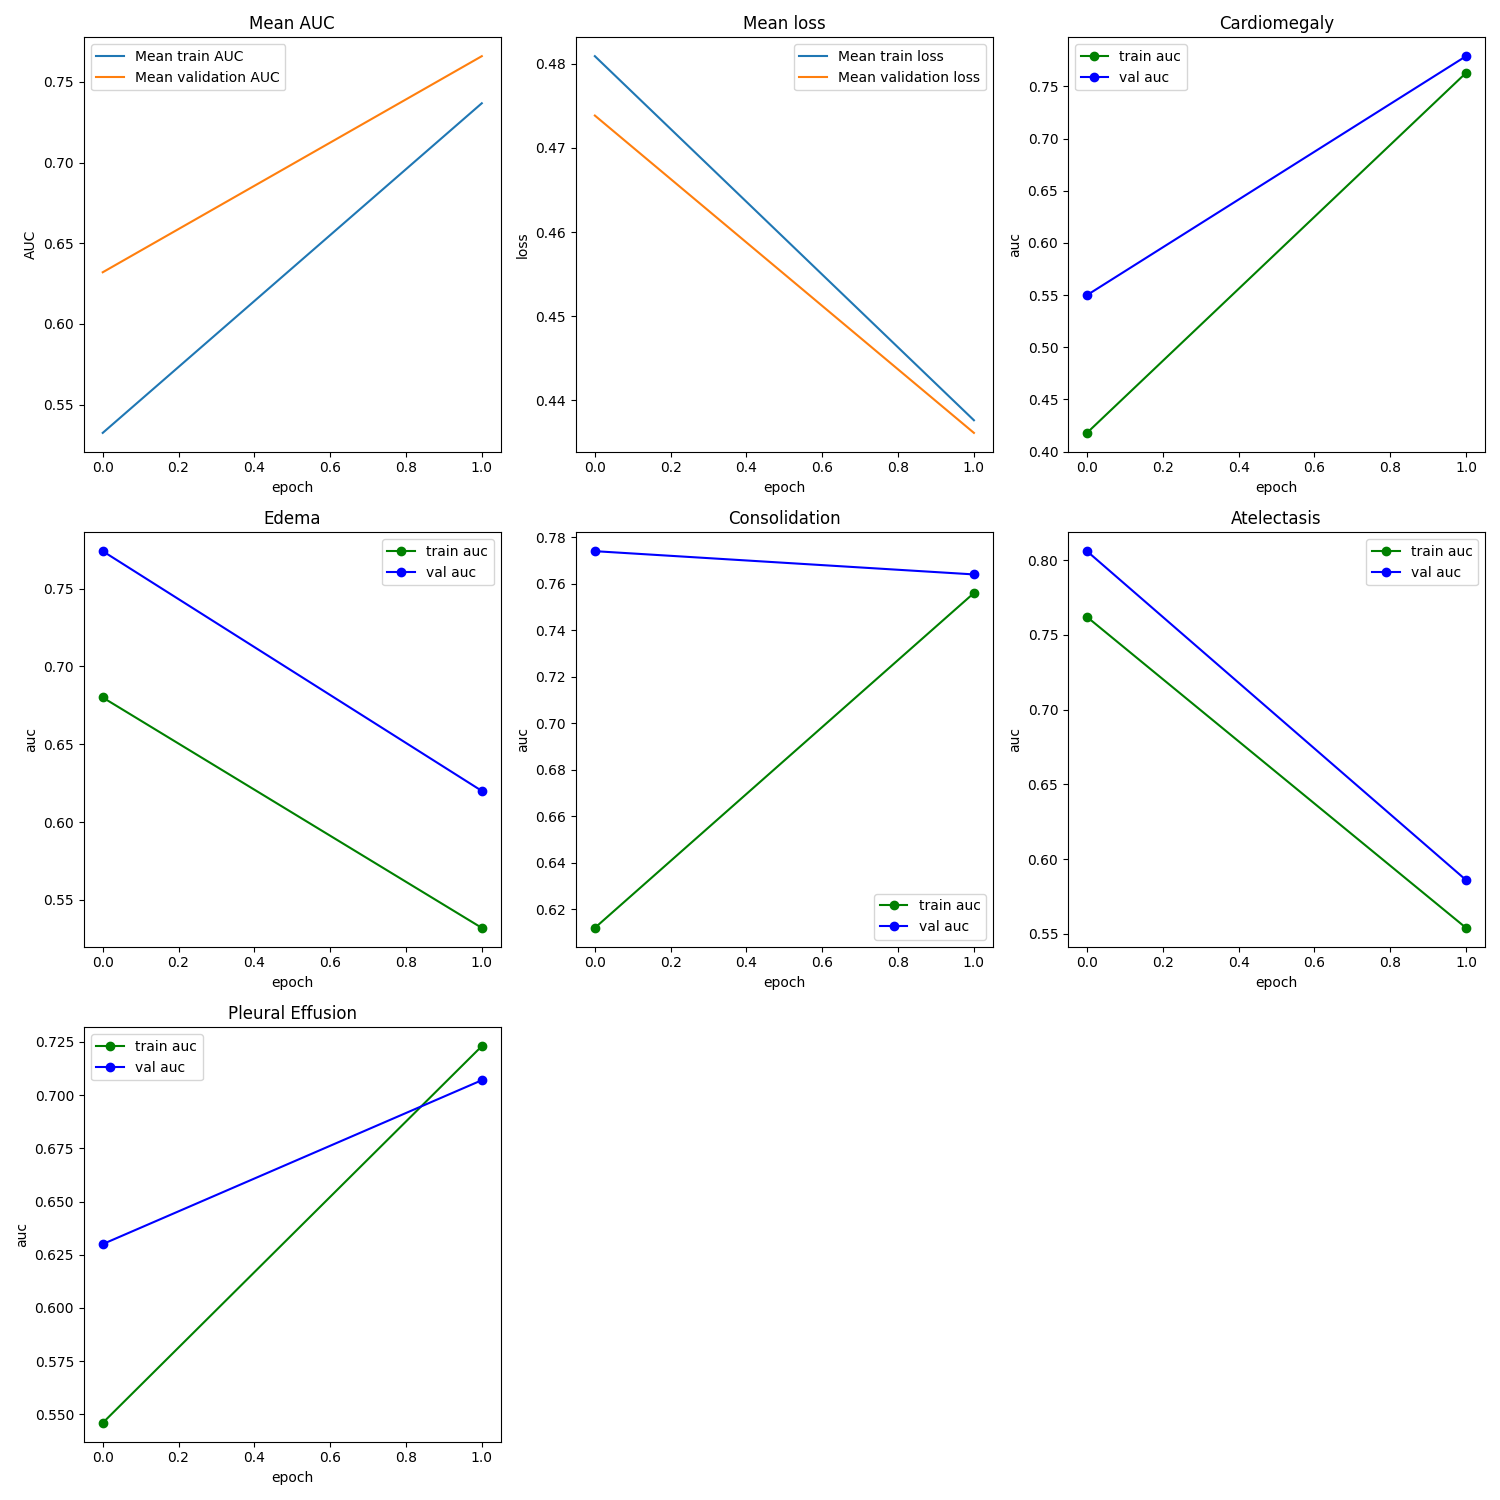 Mean AUC
Mean train AUC
Mean validation AUC
0.75
0.70
0.65
0.60
0.55
AUC
0.0 0.2 0.4 0.6 0.8 1.0
epoch
Mean loss
Mean train loss
Mean validation loss
0.48
0.47
0.46
0.45
0.44
loss
0.0 0.2 0.4 0.6 0.8 1.0
epoch
Cardiomegaly
train auc
val auc
0.75
0.70
0.65
0.60
0.55
0.50
0.45
0.40
auc
0.0 0.2 0.4 0.6 0.8 1.0
epoch
Edema
train auc
val auc
0.75
0.70
0.65
0.60
0.55
auc
0.0 0.2 0.4 0.6 0.8 1.0
epoch
Consolidation
0.78
0.76
0.74
0.72
0.70
0.68
0.66
0.64
0.62
auc
train auc
val auc
0.0 0.2 0.4 0.6 0.8 1.0
epoch
Atelectasis
train auc
val auc
0.80
0.75
0.70
0.65
0.60
0.55
auc
0.0 0.2 0.4 0.6 0.8 1.0
epoch
Pleural Effusion
train auc
val auc
0.725
0.700
0.675
0.650
0.625
0.600
0.575
0.550
auc
0.0 0.2 0.4 0.6 0.8 1.0
epoch